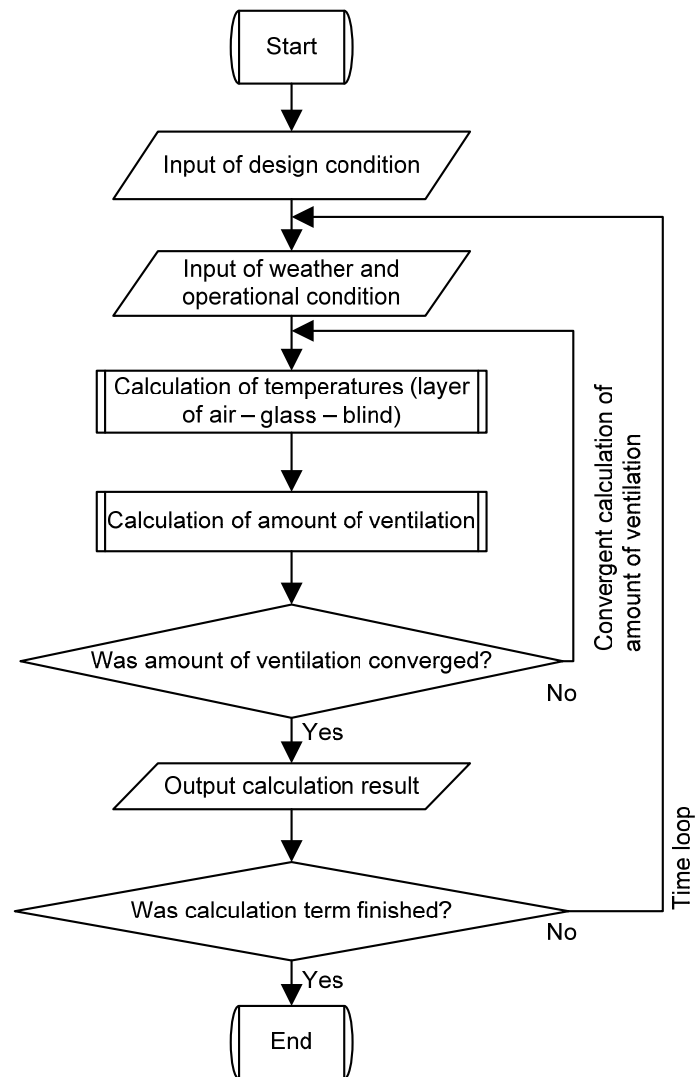 Start
Input of design condition
Input of weather and
operational condition
Calculation of temperatures (layer
of air – glass – blind)
Calculation of amount of ventilation
Convergent calculation of
amount of ventilation
Was amount of ventilation converged?
No
Yes
Output calculation result
Time loop
Was calculation term finished?
No
Yes
End